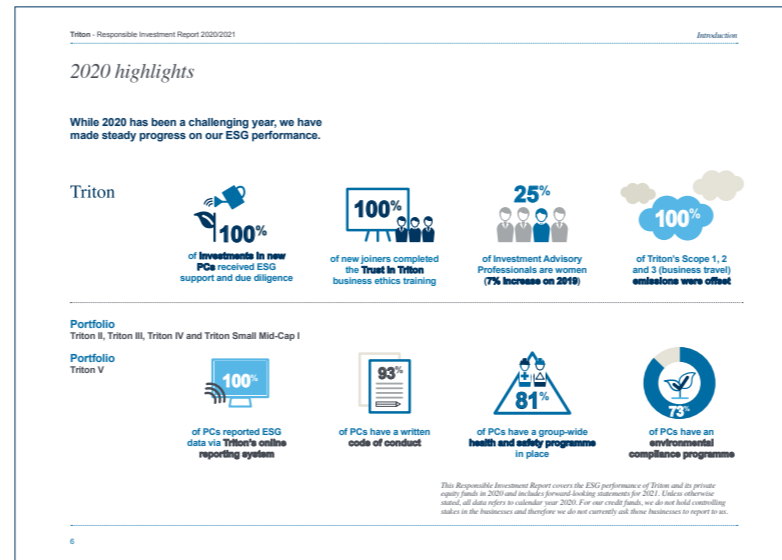 Triton - Responsible Investment Report 2020/2021
Introduction
2020 highlights
While 2020 has been a challenging year, we have
made steady progress on our ESG performance.
Triton
100%
of investments in new
PCs received ESG
support and due diligence
100%
of new joiners completed
the Trust in Triton
business ethics training
25%
of Investment Advisory
Professionals are women
(7% increase on 2019)
100%
of Triton's Scope 1, 2
and 3 (business travel)
emissions were offset
Portfolio
Triton II, Triton III, Triton IV and Triton Small Mid-Cap I
Portfolio
Triton V
100%
of PCs reported ESG
data via Triton's online
reporting system
93%
of PCs have a written
code of conduct
81%
of PCs have a group-wide
health and safety programme
in place
73%
of PCs have an
environmental
compliance programme
This Responsible Investment Report covers the ESG performance of Triton and its private
equity funds in 2020 and includes forward-looking statements for 2021. Unless otherwise
stated, all data refers to calendar year 2020. For our credit funds, we do not hold controlling
stakes in the businesses and therefore we do not currently ask those businesses to report to us.
6